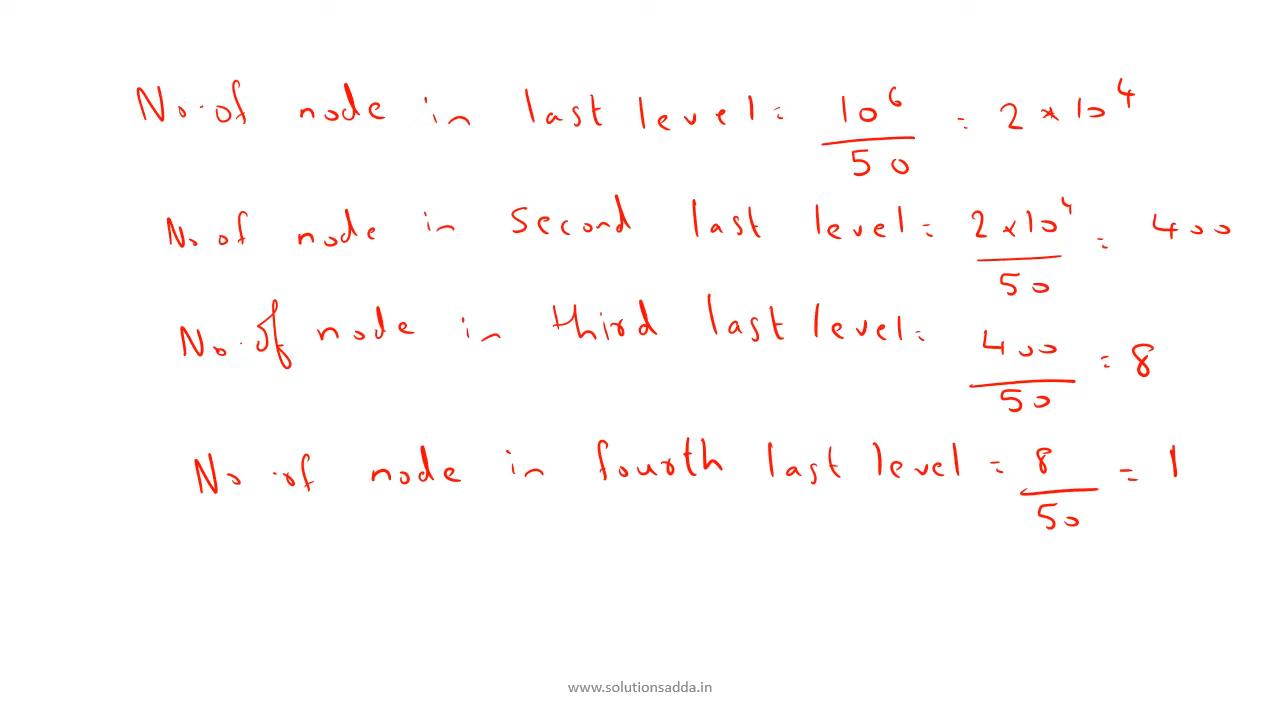 No. of node in last level = 10^6 / 50 = 2 * 10^4
No of node in second last level = 2 * 10^4 / 50 = 400
No. of node in third last level = 400 / 50 = 8
No of node in fourth last level = 8 / 50 = 1
www.solutionsadda.in